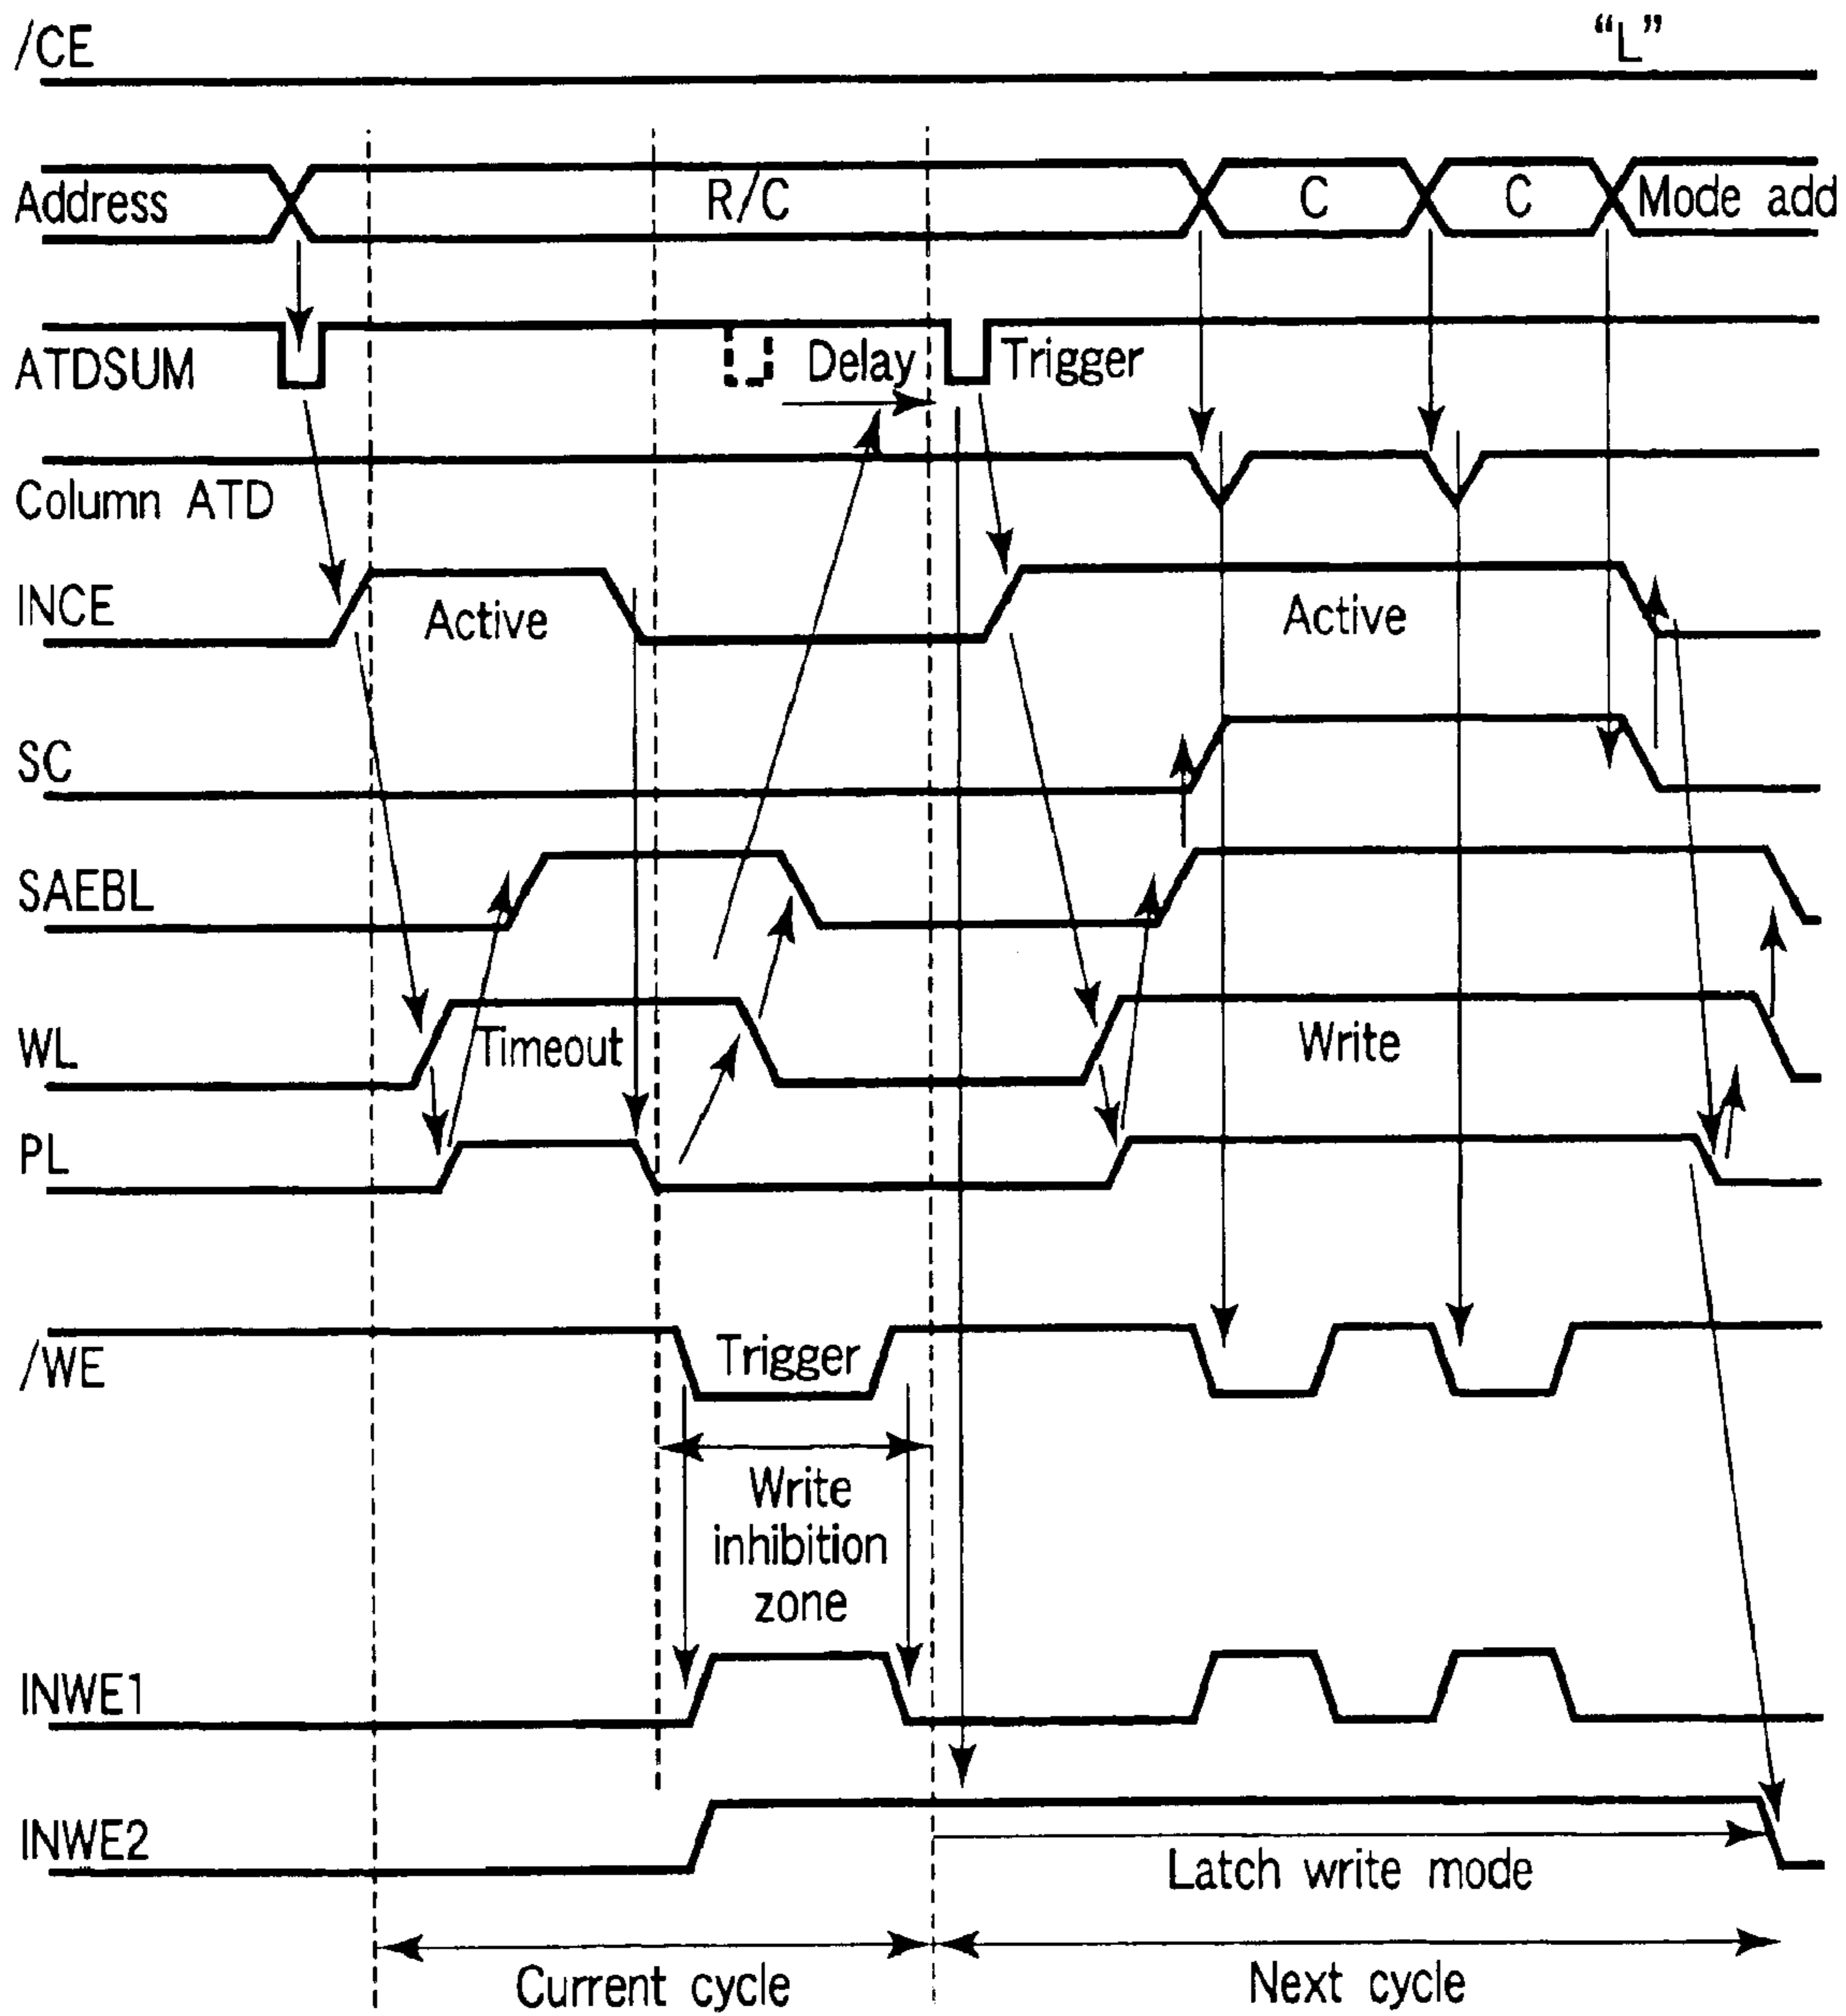 /CE
“L”
Address
R/C
C
C
Mode add
ATDSUM
Delay
Trigger
Column ATD
INCE
Active
Active
SC
SAEBL
WL
Timeout
Write
PL
/WE
Trigger
Write
inhibition
zone
INWE1
INWE2
Latch write mode
Current cycle
Next cycle